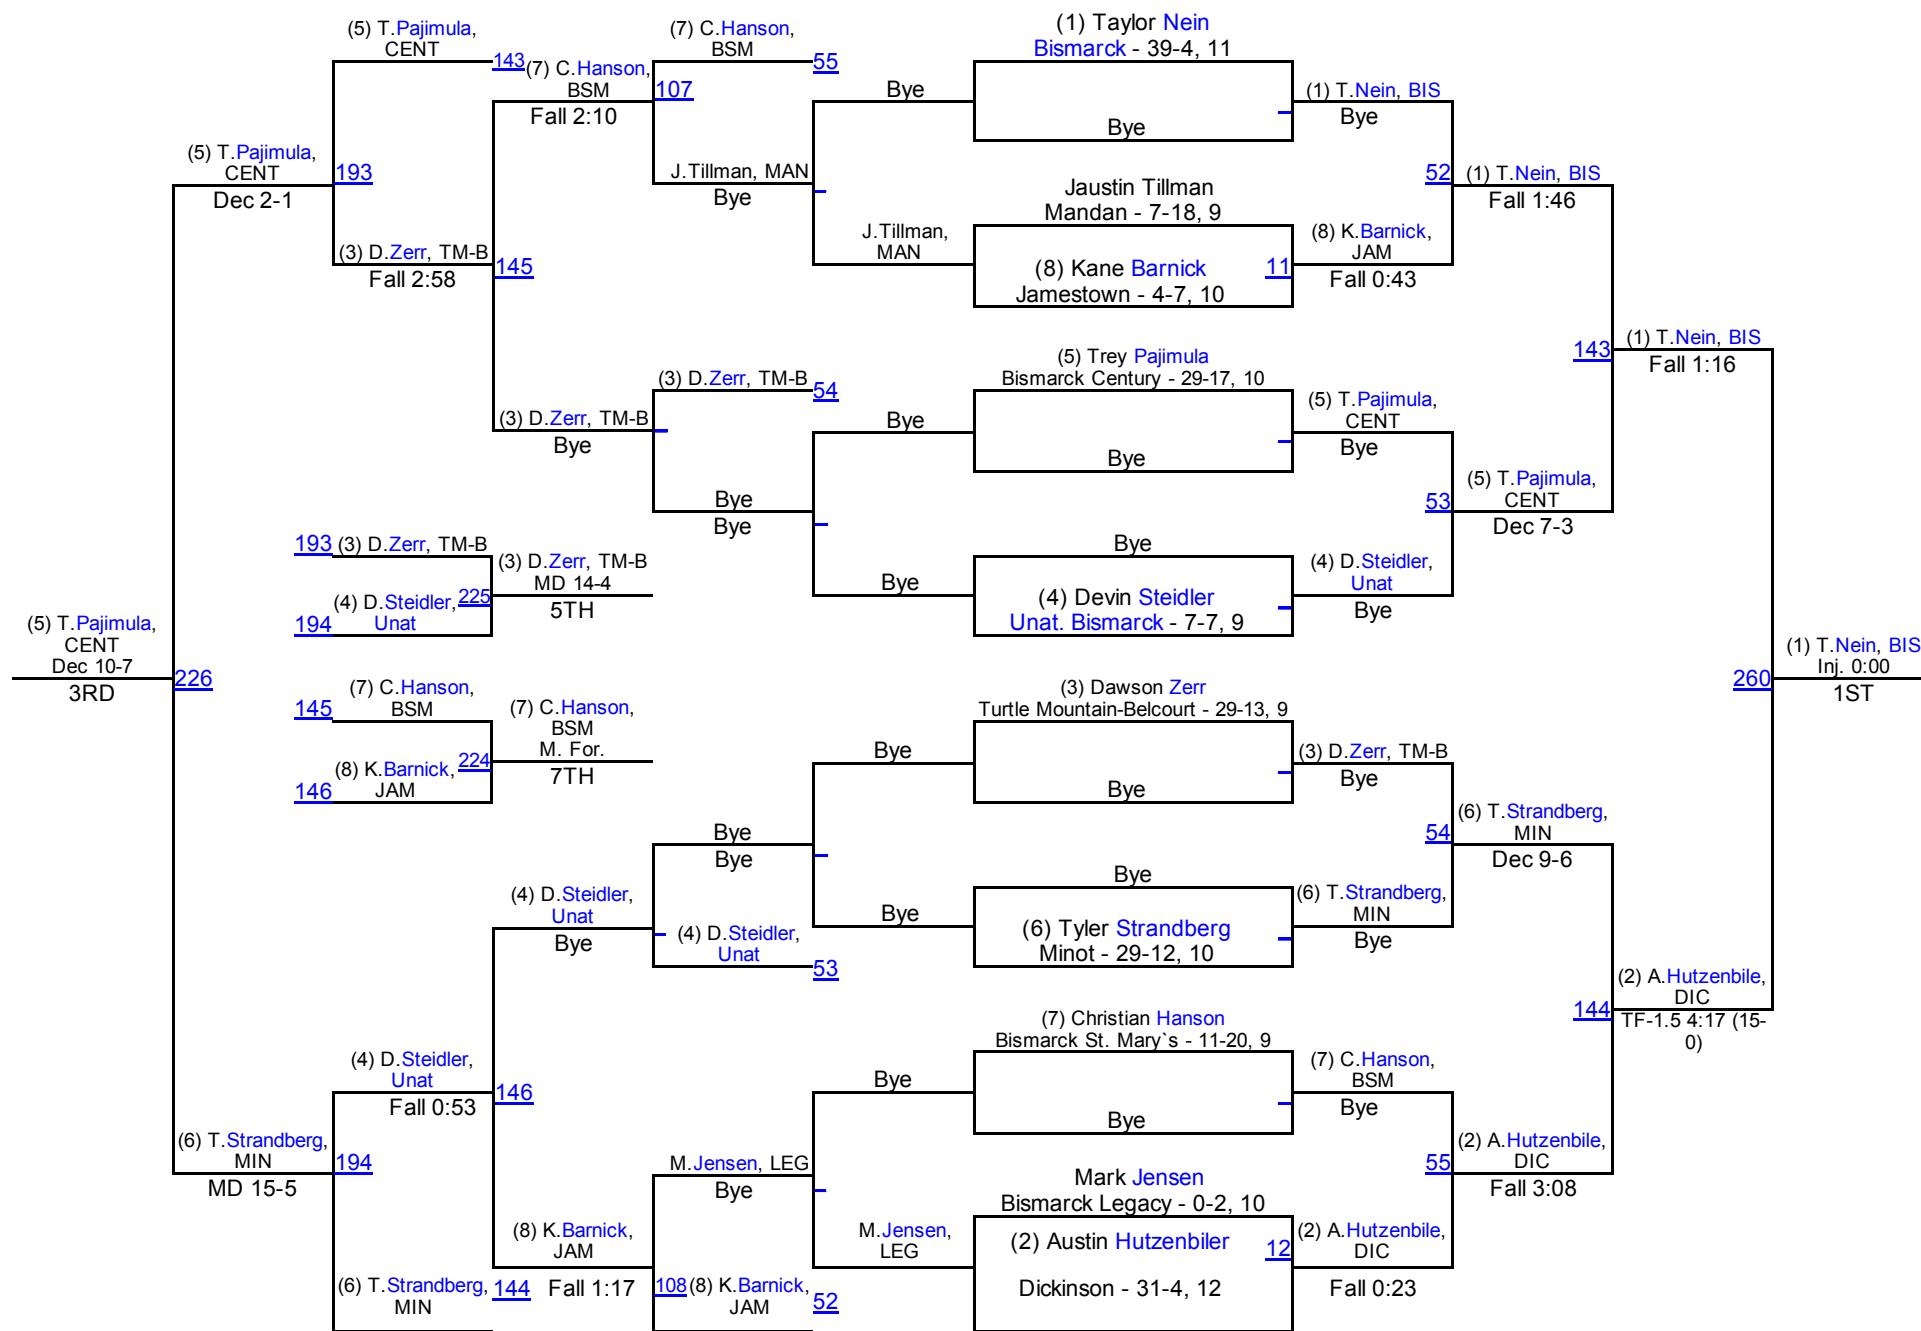 (5) T.Pajimula,
CENT
143
(7) C.Hanson,
BSM
107
Fall 2:10
(7) C.Hanson,
BSM
55
(5) T.Pajimula,
CENT
193
Dec 2-1
(3) D.Zerr, TM-B
145
Fall 2:58
J.Tillman, MAN
Bye
Bye
J.Tillman,
MAN
(3) D.Zerr, TM-B
54
(3) D.Zerr, TM-B
Bye
Bye
Bye
Bye
Bye
193 (3) D.Zerr, TM-B
(4) D.Steidler, 225
Unat
194
(3) D.Zerr, TM-B
MD 14-4
5TH
(5) T.Pajimula,
CENT
Dec 10-7
3RD
226
(7) C.Hanson,
BSM
145
(8) K.Barnick, 224
JAM
146
(7) C.Hanson,
BSM
M. For.
7TH
Bye
Bye
Bye
Bye
(4) D.Steidler,
Unat
Bye
(4) D.Steidler,
Unat
53
(4) D.Steidler,
Unat
146
Fall 0:53
(6) T.Strandberg,
MIN
194
MD 15-5
M.Jensen, LEG
Bye
Bye
M.Jensen,
LEG
(8) K.Barnick,
JAM
Fall 1:17
108
(8) K.Barnick,
JAM
52
(6) T.Strandberg,
MIN
144
(1) Taylor Nein
Bismarck - 39-4, 11
Bye
Jaustin Tillman
Mandan - 7-18, 9
(8) Kane Barnick
Jamestown - 4-7, 10
11
(5) Trey Pajimula
Bismarck Century - 29-17, 10
Bye
Bye
(4) Devin Steidler
Unat. Bismarck - 7-7, 9
(3) Dawson Zerr
Turtle Mountain-Belcourt - 29-13, 9
Bye
Bye
(6) Tyler Strandberg
Minot - 29-12, 10
(7) Christian Hanson
Bismarck St. Mary`s - 11-20, 9
Bye
Mark Jensen
Bismarck Legacy - 0-2, 10
(2) Austin Hutzenbiler
Dickinson - 31-4, 12
12
(1) T.Nein, BIS
Bye
52
(8) K.Barnick,
JAM
Fall 0:43
(5) T.Pajimula,
CENT
Bye
53
(4) D.Steidler,
Unat
Bye
(3) D.Zerr, TM-B
Bye
54
(6) T.Strandberg,
MIN
Bye
(7) C.Hanson,
BSM
Bye
55
(2) A.Hutzenbile,
DIC
Fall 0:23
(1) T.Nein, BIS
Fall 1:46
143
(5) T.Pajimula,
CENT
Dec 7-3
(6) T.Strandberg,
MIN
Dec 9-6
144
(2) A.Hutzenbile,
DIC
Fall 3:08
(1) T.Nein, BIS
Fall 1:16
260
(2) A.Hutzenbile,
DIC
TF-1.5 4:17 (15-
0)
(1) T.Nein, BIS
Inj. 0:00
1ST